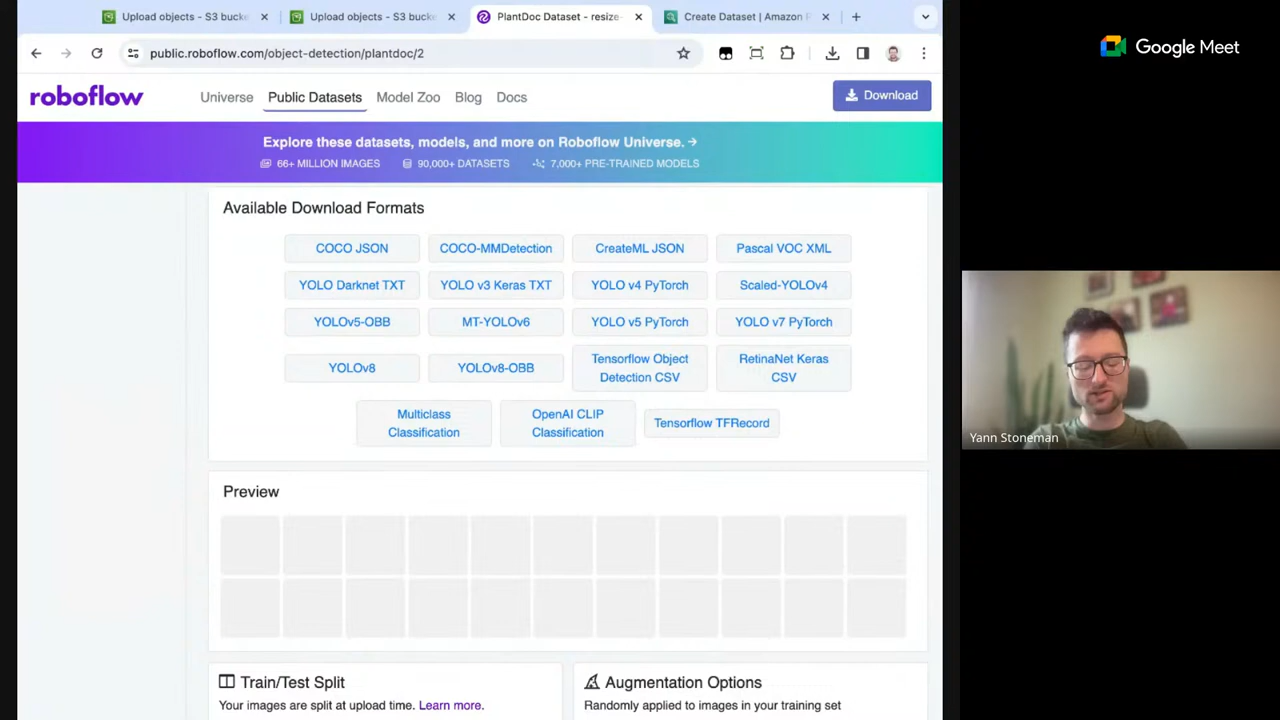 Upload objects - S3 bucke
Upload objects - S3 bucke
PlantDoc Dataset - resize-
Create Dataset | Amazon
public.roboflow.com/object-detection/plantdoc/2
Google Meet
roboflow
Universe
Public Datasets
Model Zoo
Blog
Docs
Download
Explore these datasets, models, and more on Roboflow Universe.
66+ MILLION IMAGES
90,000+ DATASETS
7,000+ PRE-TRAINED MODELS
Available Download Formats
COCO JSON
COCO-MMDetection
CreateML JSON
Pascal VOC XML
YOLO Darknet TXT
YOLO v3 Keras TXT
YOLO v4 PyTorch
Scaled-YOLOv4
YOLOv5-OBB
MT-YOLOv6
YOLO v5 PyTorch
YOLO v7 PyTorch
YOLOv8
YOLOv8-OBB
Tensorflow Object
Detection CSV
RetinaNet Keras
CSV
Multiclass
Classification
OpenAI CLIP
Classification
Tensorflow TFRecord
Yann Stoneman
Preview
Train/Test Split
Your images are split at upload time. Learn more.
Augmentation Options
Randomly applied to images in your training set